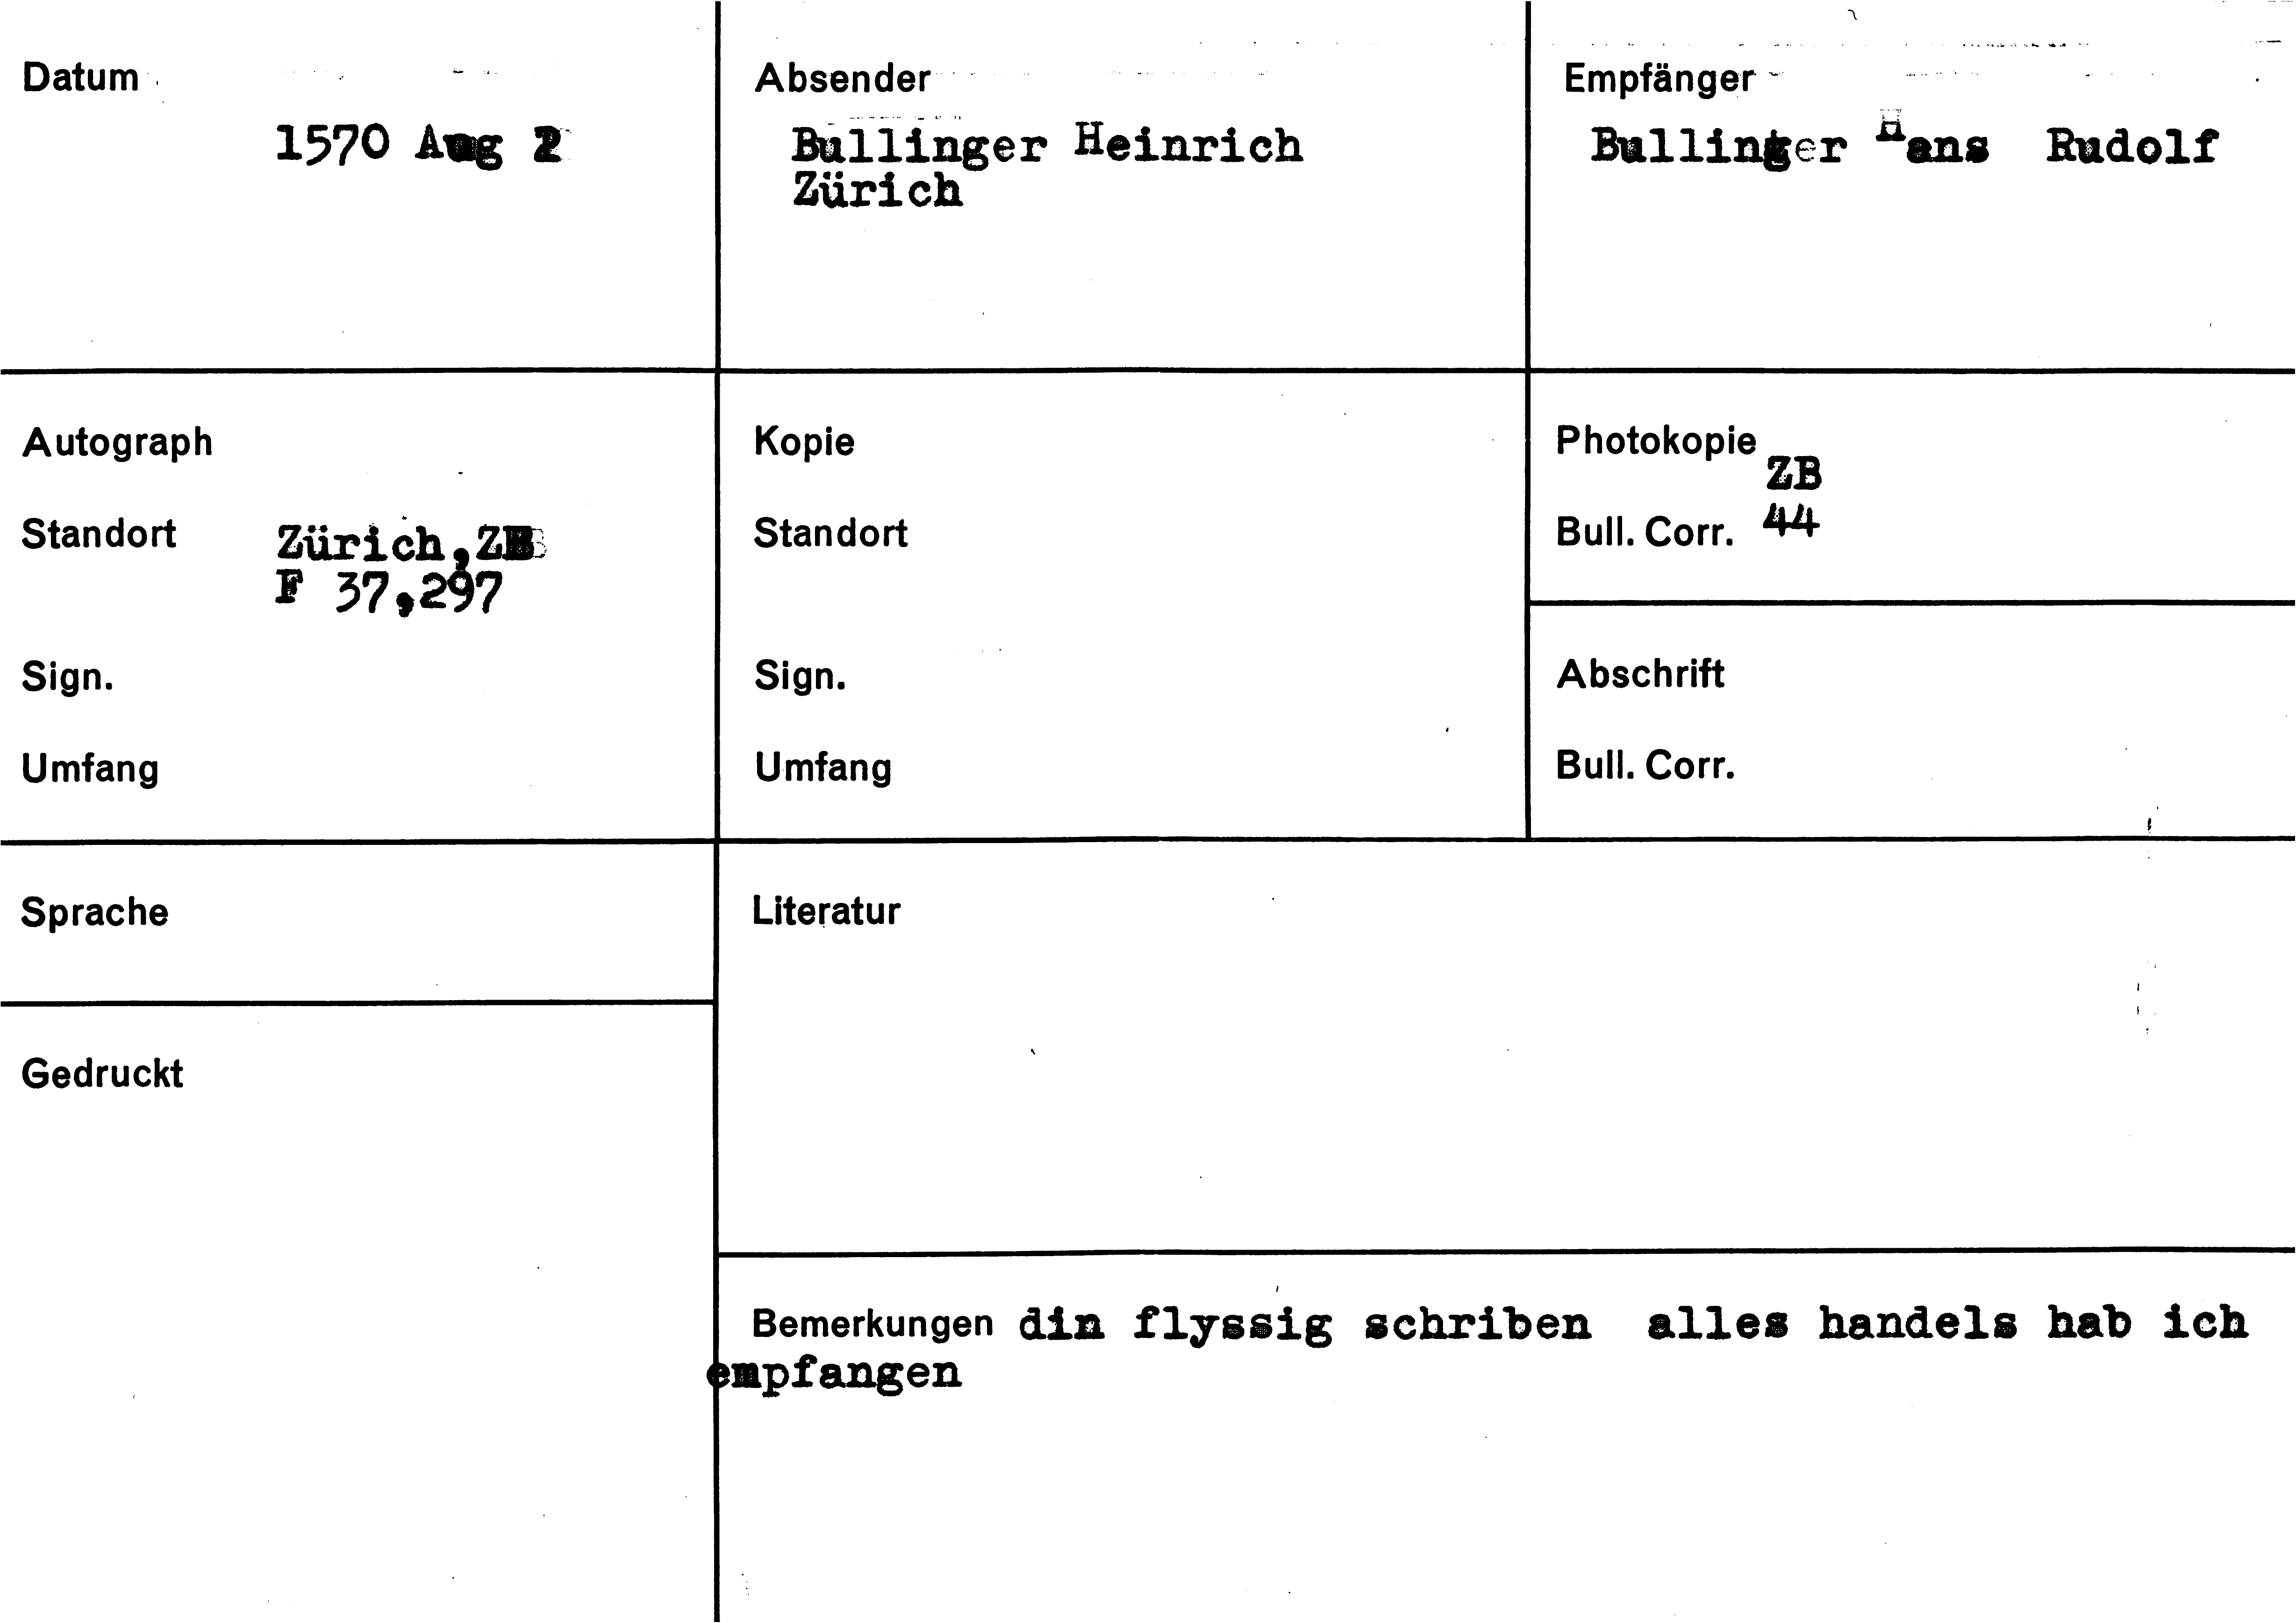 Datum
1570 Aug 2
Absender
Bullinger Heinrich
Zürich
Empfänger
Bullinger Hans Rudolf
Autograph
Standort Zürich,ZB
F 37,297
Sign.
Umfang
Kopie
Standort
Sign.
Umfang
Photokopie
ZB
Bull. Corr. 44
Abschrift
Bull. Corr.
Sprache
Literatur
Gedruckt
Bemerkungen din flyssig schriben alles handels hab ich
empfangen